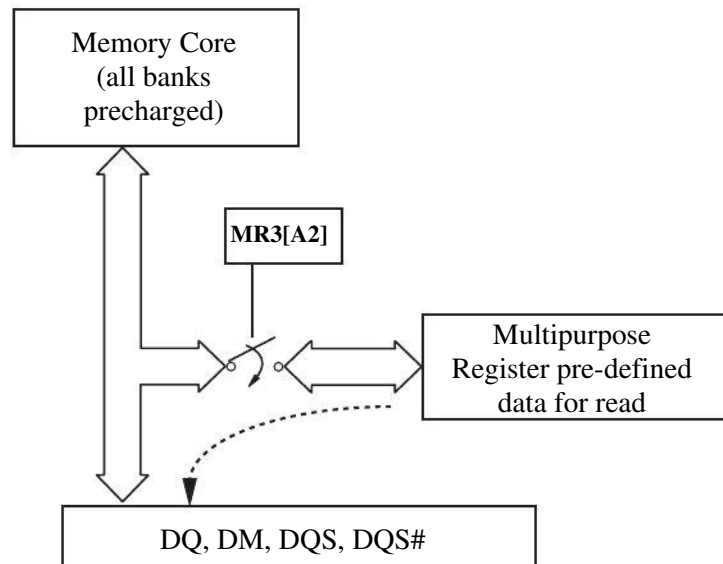 Memory Core
(all banks
precharged)
MR3[A2]
Multipurpose
Register pre-defined
data for read
DQ, DM, DQS, DQS#